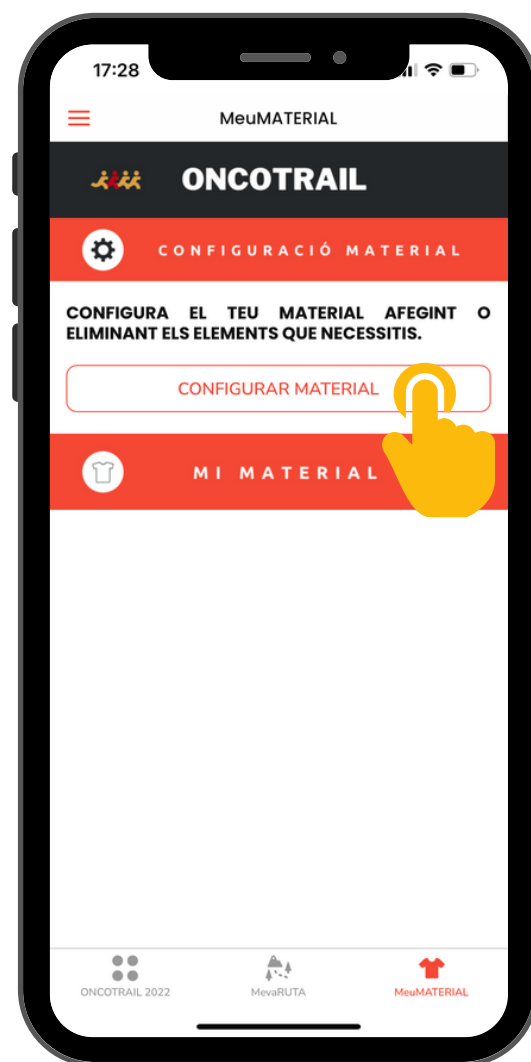 17:28
MeuMATERIAL
ONCOTRAIL
CONFIGURACIÓ MATERIAL
CONFIGURA EL TEU MATERIAL AFEGINT O
ELIMINANT ELS ELEMENTS QUE NECESSITIS.
CONFIGURAR MATERIAL
MI MATERIAL
ONCOTRAIL 2022
MevaRUTA
MeuMATERIAL